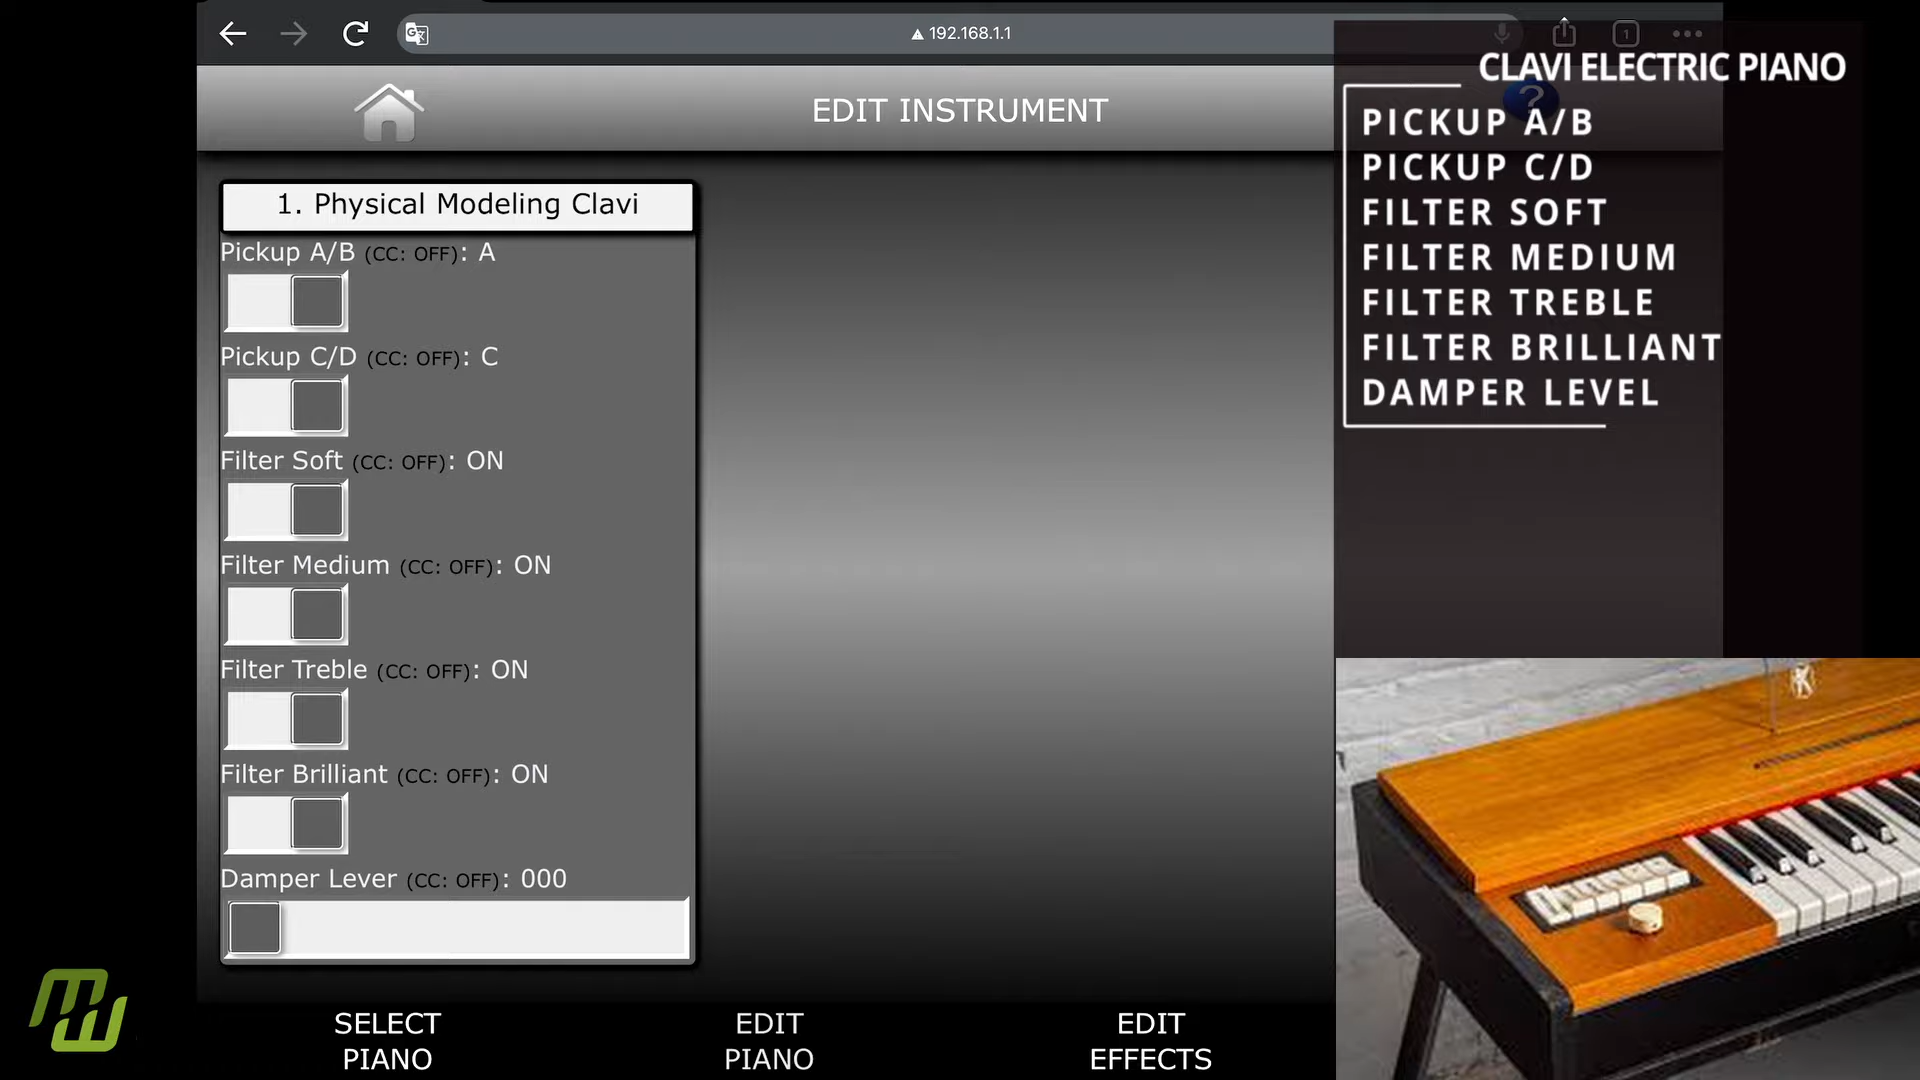 192.168.1.1
1
EDIT INSTRUMENT
?
CLAVI ELECTRIC PIANO
PICKUP A/B
PICKUP C/D
FILTER SOFT
FILTER MEDIUM
FILTER TREBLE
FILTER BRILLIANT
DAMPER LEVEL
1. Physical Modeling Clavi
Pickup A/B (CC: OFF): A
Pickup C/D (CC: OFF): C
Filter Soft (CC: OFF): ON
Filter Medium (CC: OFF): ON
Filter Treble (CC: OFF): ON
Filter Brilliant (CC: OFF): ON
Damper Lever (CC: OFF): 000
SELECT
PIANO
EDIT
PIANO
EDIT
EFFECTS